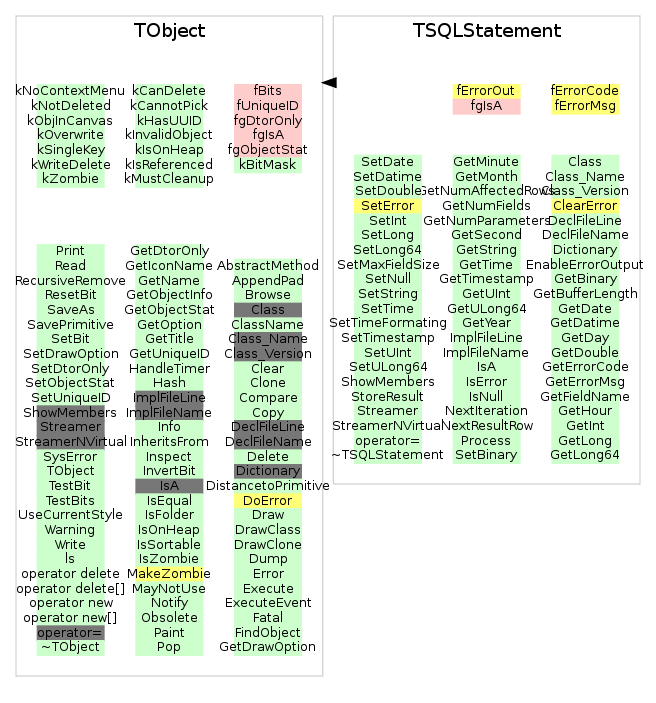 TObject
kNoContextMenu
kNotDeleted
kObjInCanvas
kOverwrite
kSingleKey
kWriteDelete
kZombie
kCanDelete
kCannotPick
kHasUUID
kInvalidObject
kIsOnHeap
kIsReferenced
kMustCleanup
fBits
fUniqueID
fgDtorOnly
fgIsA
fgObjectStat
kBitMask
Print
Read
RecursiveRemove
ResetBit
SaveAs
SavePrimitive
SetBit
SetDrawOption
SetDtorOnly
SetObjectStat
SetUniqueID
ShowMembers
Streamer
StreamerNVirtual
SysError
TObject
TestBit
TestBits
UseCurrentStyle
Warning
Write
ls
operator delete
operator delete[]
operator new
operator new[]
operator=
~TObject
GetDtorOnly
GetIconName
GetName
GetObjectInfo
GetObjectStat
GetOption
GetTitle
GetUniqueID
HandleTimer
Hash
ImplFileLine
ImplFileName
Info
InheritsFrom
Inspect
InvertBit
IsA
IsEqual
IsFolder
IsOnHeap
IsSortable
IsZombie
MakeZombie
MayNotUse
Notify
Obsolete
Paint
Pop
AbstractMethod
AppendPad
Browse
Class
ClassName
Class_Name
Class_Version
Clear
Clone
Compare
Copy
DeclFileLine
DeclFileName
Delete
Dictionary
DistancetoPrimitive
DoError
Draw
DrawClass
DrawClone
Dump
Error
Execute
ExecuteEvent
Fatal
FindObject
GetDrawOption
TSQLStatement
fErrorOut
fgIsA
fErrorCode
fErrorMsg
SetDate
SetDatime
SetDouble
SetError
SetInt
SetLong
SetLong64
SetMaxFieldSize
SetNull
SetString
SetTime
SetTimeFormating
SetTimestamp
SetUInt
SetULong64
ShowMembers
StoreResult
Streamer
StreamerNVirtual
operator=
~TSQLStatement
GetMinute
GetMonth
GetNumAffectedRows
GetNumFields
GetNumParameters
GetSecond
GetString
GetTime
GetTimestamp
GetUInt
GetULong64
GetYear
ImplFileLine
ImplFileName
IsA
IsError
IsNull
NextIteration
NextResultRow
Process
SetBinary
Class
Class_Name
Class_Version
ClearError
DeclFileLine
DeclFileName
Dictionary
EnableErrorOutput
GetBinary
GetBufferLength
GetDate
GetDatime
GetDay
GetDouble
GetErrorCode
GetErrorMsg
GetFieldName
GetHour
GetInt
GetLong
GetLong64